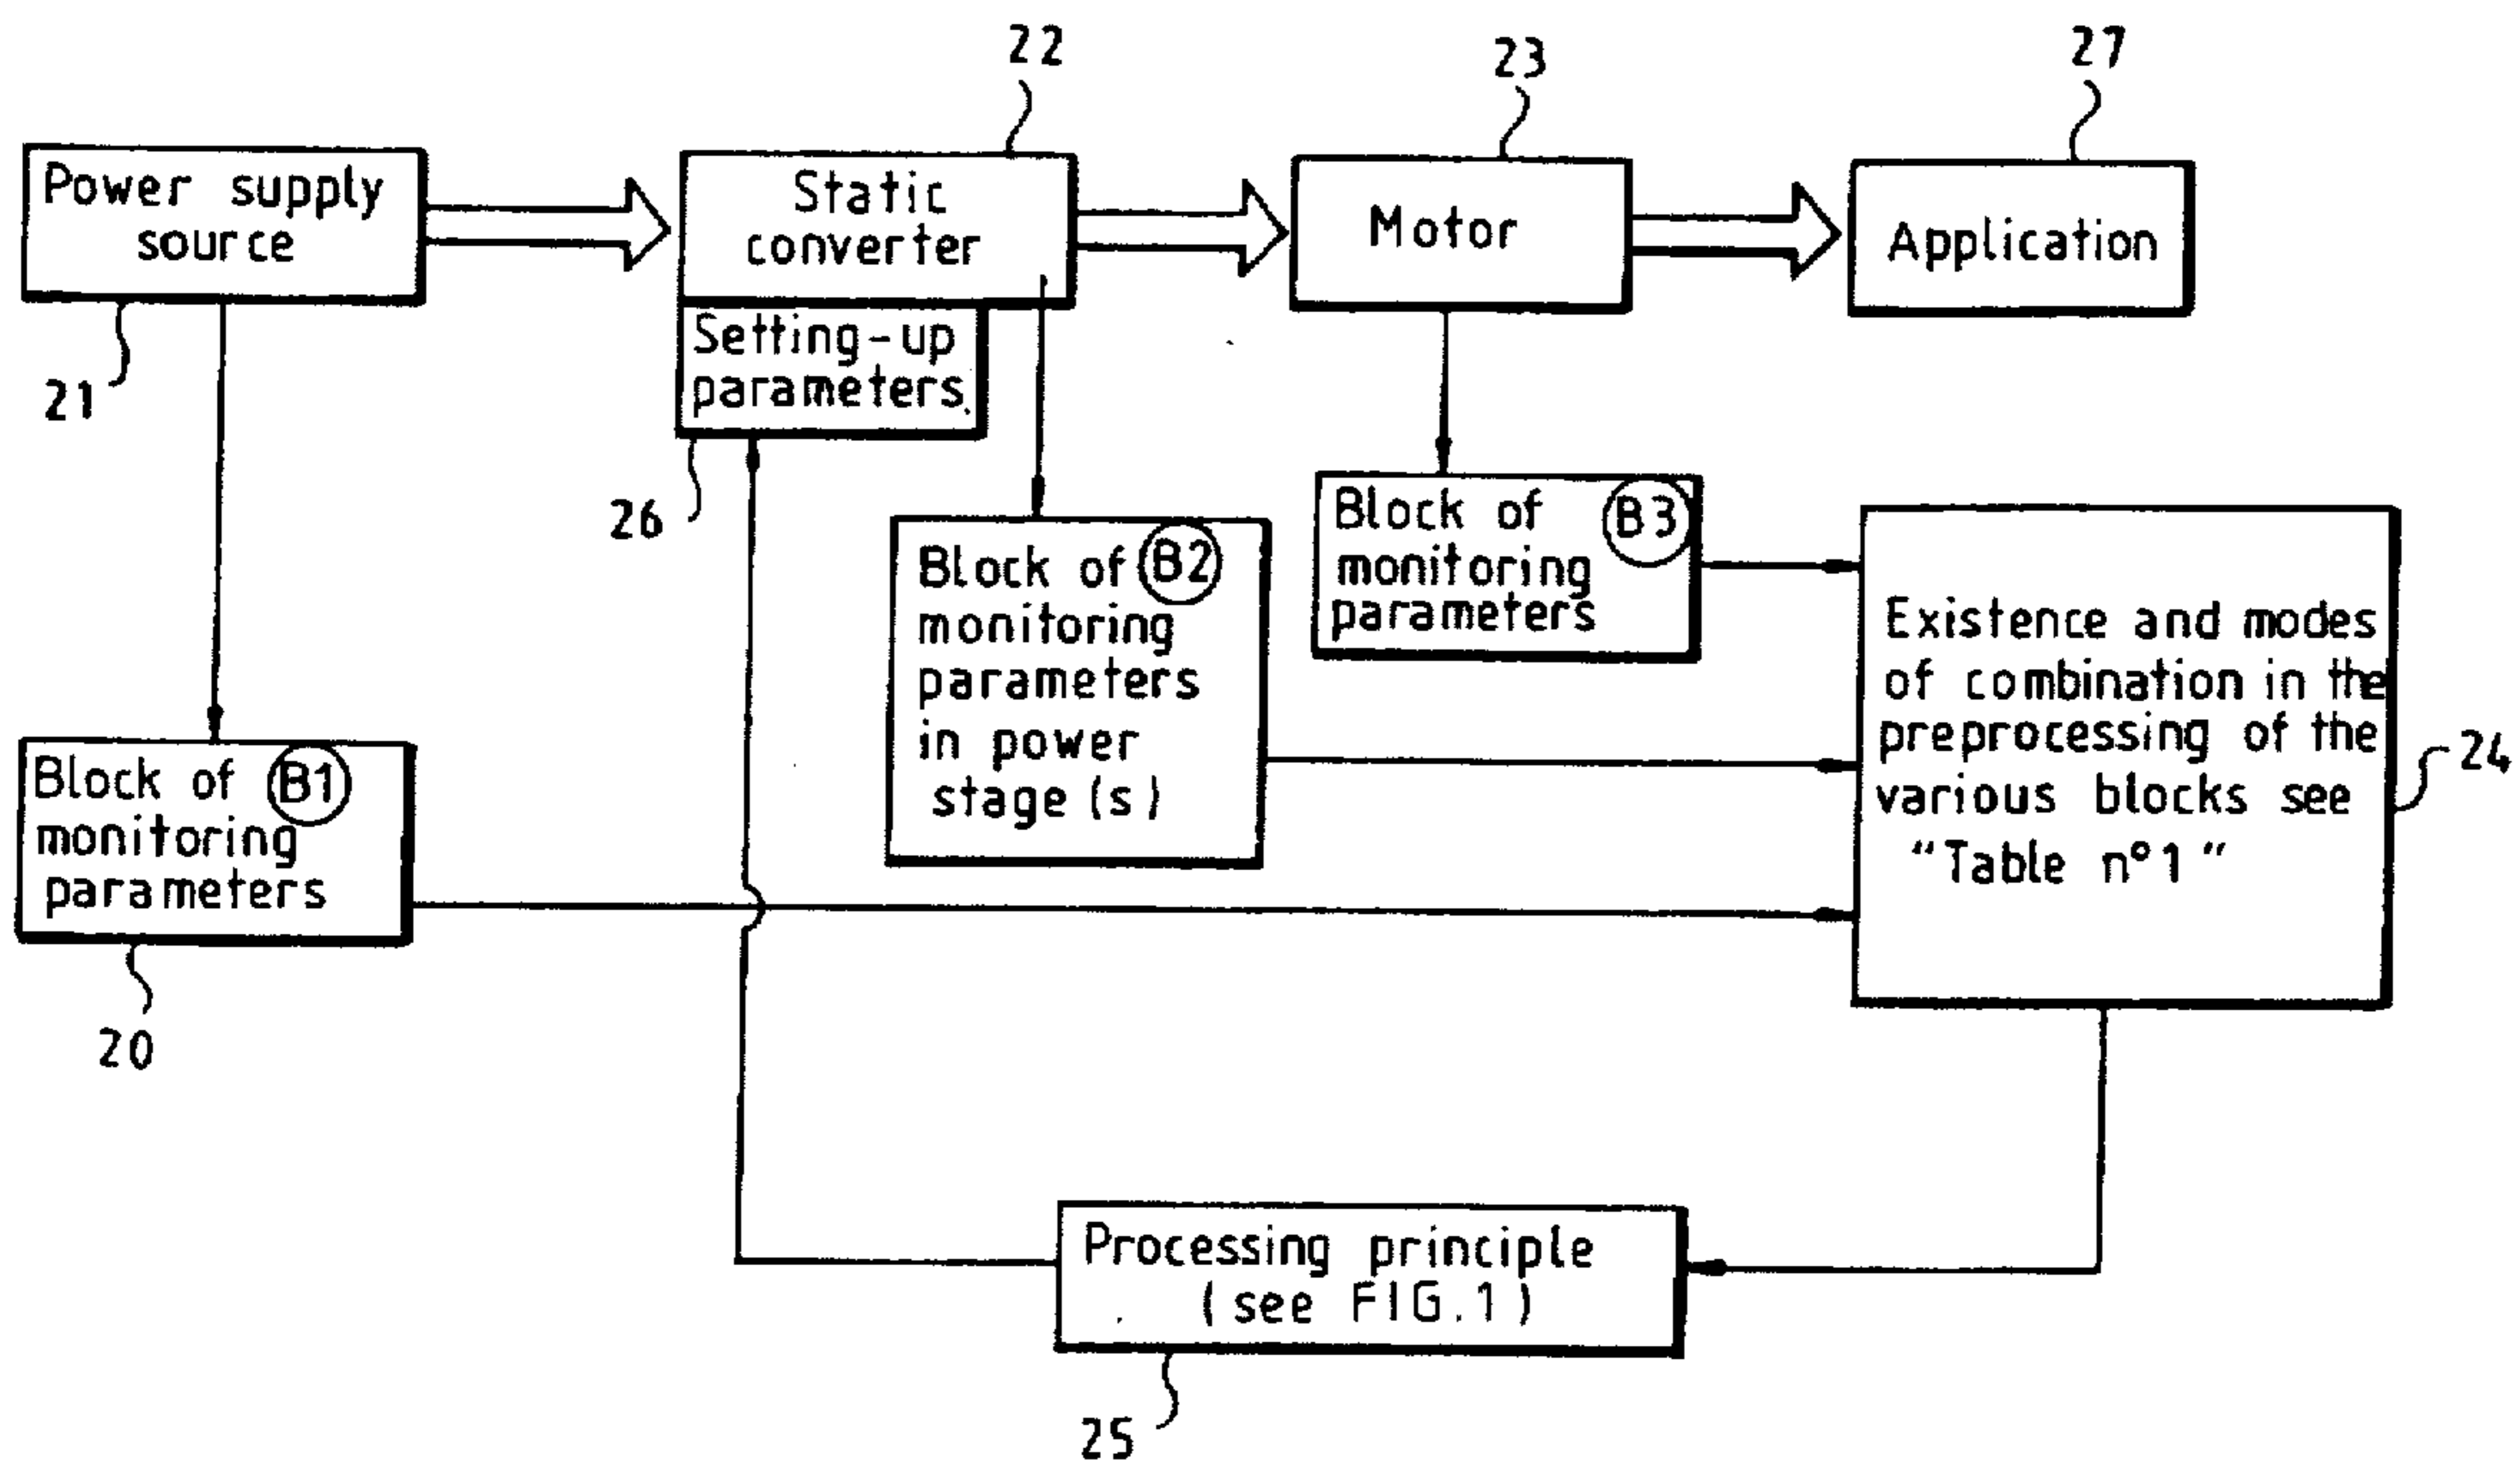 22
23
27
Power supply
source
Static
converter
Motor
Application
21
Setting-up
parameters
26
Block of B1
monitoring
parameters
20
Block of B2
monitoring
parameters
in power
stage (s)
Block of B3
monitoring
parameters
Existence and modes
of combination in the
preprocessing of the
various blocks see
"Table n°1"
24
Processing principle
(see FIG.1)
25